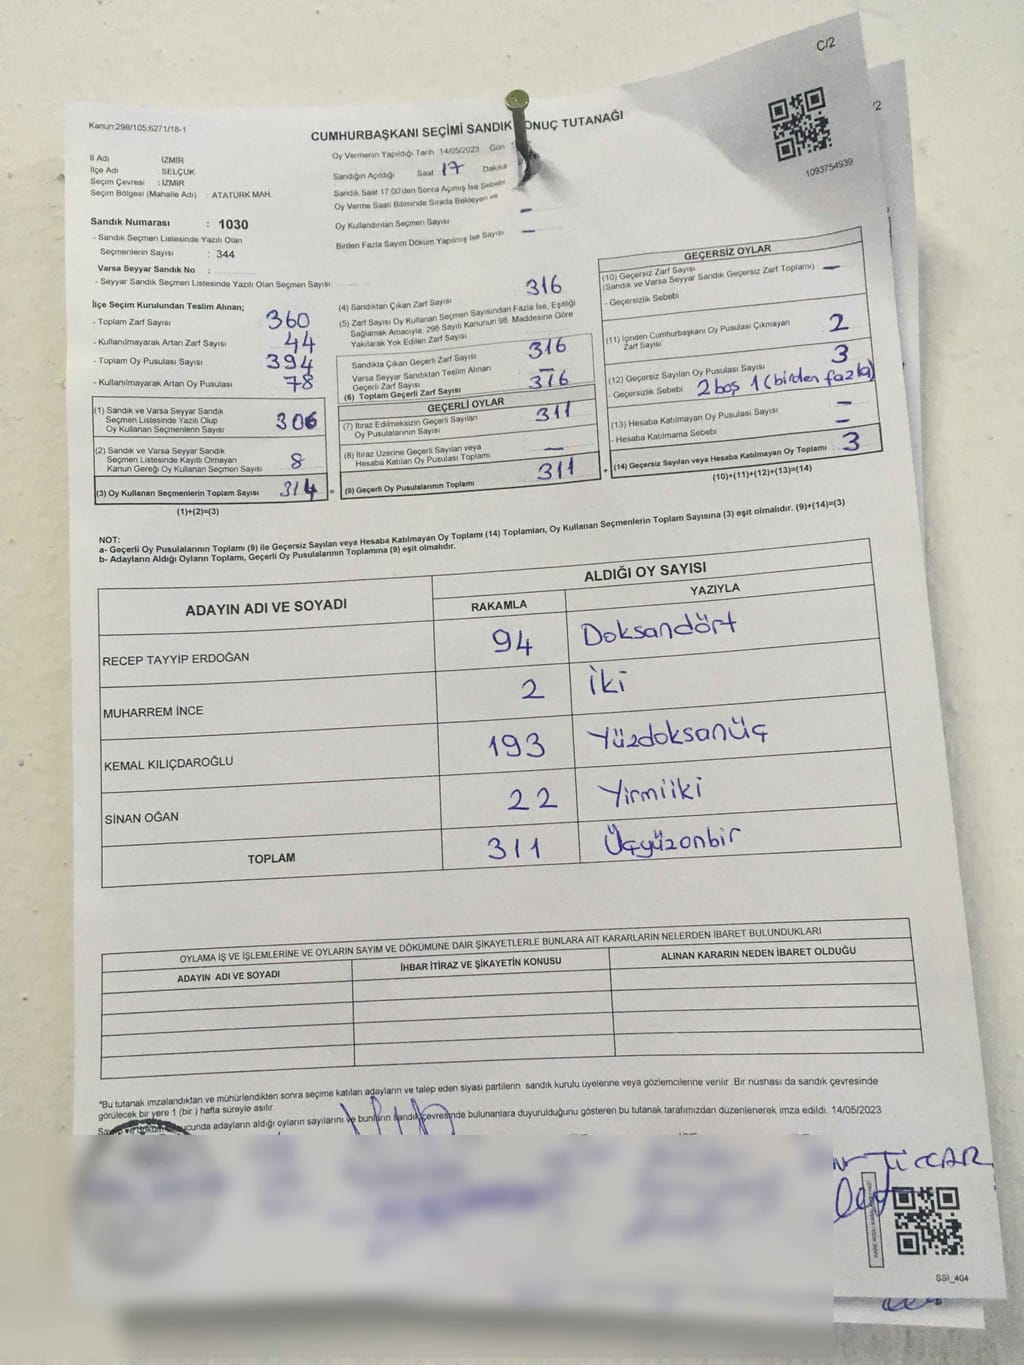 C/2
/2
Kanun:298/105,6271/18-1
CUMHURBAŞKANI SEÇİMİ SANDIK ONUÇ TUTANAĞI
1093754939
İl Adı İZMİR
İlçe Adı SELÇUK
Seçim Çevresi : İZMİR
Seçim Bölgesi (Mahalle Adı) : ATATÜRK MAH.
Oy Vermenin Yapıldığı Tarih 14/05/2023 Gün
Sandığın Açıldığı Saat 17 Dakika
Sandık Saat 17.00'den Sonra Açımış İse Sebebi
Oy Verme Saati Bitiminde Sırada Bekleyen ve
Oy Kullandırılan Seçmen Sayısı –
Birden Fazla Sayım Döküm Yapılmış İse Sayısı –
Sandık Numarası : 1030
- Sandık Seçmen Listesinde Yazılı Olan
Seçmenlerin Sayısı : 344
Varsa Seyyar Sandık No :
- Seyyar Sandık Seçmen Listesinde Yazılı Olan Seçmen Sayısı
İlçe Seçim Kurulundan Teslim Alınan;
- Toplam Zarf Sayısı 360
- Kullanılmayarak Artan Zarf Sayısı 44
- Toplam Oy Pusulası Sayısı 394
- Kullanılmayarak Artan Oy Pusulası 78
(1) Sandık ve Varsa Seyyar Sandık
Seçmen Listesinde Yazılı Olup
Oy Kullanan Seçmenlerin Sayısı 306
(2) Sandık ve Varsa Seyyar Sandık
Seçmen Listesinde Kayıtlı Olmayan
Kanun Gereği Oy Kullanan Seçmen Sayısı 8
(3) Oy Kullanan Seçmenlerin Toplam Sayısı 314 =
(1)+(2)=(3)
(4) Sandıktan Çıkan Zarf Sayısı 316
(5) Zarf Sayısı Oy Kullanan Seçmen Sayısından Fazla İse, Eşitliği
Sağlamak Amacıyla, 298 Sayılı Kanunun 98. Maddesine Göre
Yakılarak Yok Edilen Zarf Sayısı
Sandıkta Çıkan Geçerli Zarf Sayısı 316
Varsa Seyyar Sandıktan Teslim Alınan
Geçerli Zarf Sayısı –
(6) Toplam Geçerli Zarf Sayısı 316
GEÇERLİ OYLAR
(7) İtiraz Edilmeksizin Geçerli Sayılan
Oy Pusulalarının Sayısı 311
(8) İtiraz Üzerine Geçerli Sayılan veya
Hesaba Katılan Oy Pusulası Toplamı –
(9) Geçerli Oy Pusulalarının Toplamı 311 +
GEÇERSİZ OYLAR
(10) Geçersiz Zarf Sayısı
(Sandık ve Varsa Seyyar Sandık Geçersiz Zarf Toplamı) –
- Geçersizlik Sebebi
(11) İçinden Cumhurbaşkanı Oy Pusulası Çıkmayan
Zarf Sayısı 2
(12) Geçersiz Sayılan Oy Pusulası Sayısı 3
- Geçersizlik Sebebi 2 boş 1 (birden fazla)
(13) Hesaba Katılmayan Oy Pusulası Sayısı –
- Hesaba Katılmama Sebebi –
(14) Geçersiz Sayılan veya Hesaba Katılmayan Oy Toplamı 3
(10)+(11)+(12)+(13)=(14)
NOT:
a- Geçerli Oy Pusulalarının Toplamı (9) ile Geçersiz Sayılan veya Hesaba Katılmayan Oy Toplamı (14) Toplamları, Oy Kullanan Seçmenlerin Toplam Sayısına (3) eşit olmalıdır. (9)+(14)=(3)
b- Adayların Aldığı Oyların Toplamı, Geçerli Oy Pusulalarının Toplamına (9) eşit olmalıdır.
ADAYIN ADI VE SOYADI
ALDIĞI OY SAYISI
RAKAMLA YAZIYLA
RECEP TAYYİP ERDOĞAN 94 Doksandört
MUHARREM İNCE 2 İki
KEMAL KILIÇDAROĞLU 193 Yüzdoksanüç
SİNAN OĞAN 22 Yirmiiki
TOPLAM 311 Üçyüzonbir
OYLAMA İŞ VE İŞLEMLERİNE VE OYLARIN SAYIM VE DÖKÜMÜNE DAİR ŞİKAYETLERLE BUNLARA AİT KARARLARIN NELERDEN İBARET BULUNDUKLARI
ADAYIN ADI VE SOYADI İHBAR İTİRAZ VE ŞİKAYETİN KONUSU ALINAN KARARIN NEDEN İBARET OLDUĞU
*Bu tutanak imzalandıktan ve mühürlendikten sonra seçime katılan adayların ve talep eden siyasi partilerin sandık kurulu üyelerine veya gözlemcilerine verilir .Bir nüshası da sandık çevresinde
görülecek bir yere 1 (bir ) hafta süreyle asılır.
Sayım ve döküm sonucunda adayların aldığı oyların sayılarını ve bunların sandık çevresinde bulunanlara duyurulduğunu gösteren bu tutanak tarafımızdan düzenlenerek imza edildi. 14/05/2023
TİCCAR
SSI_404